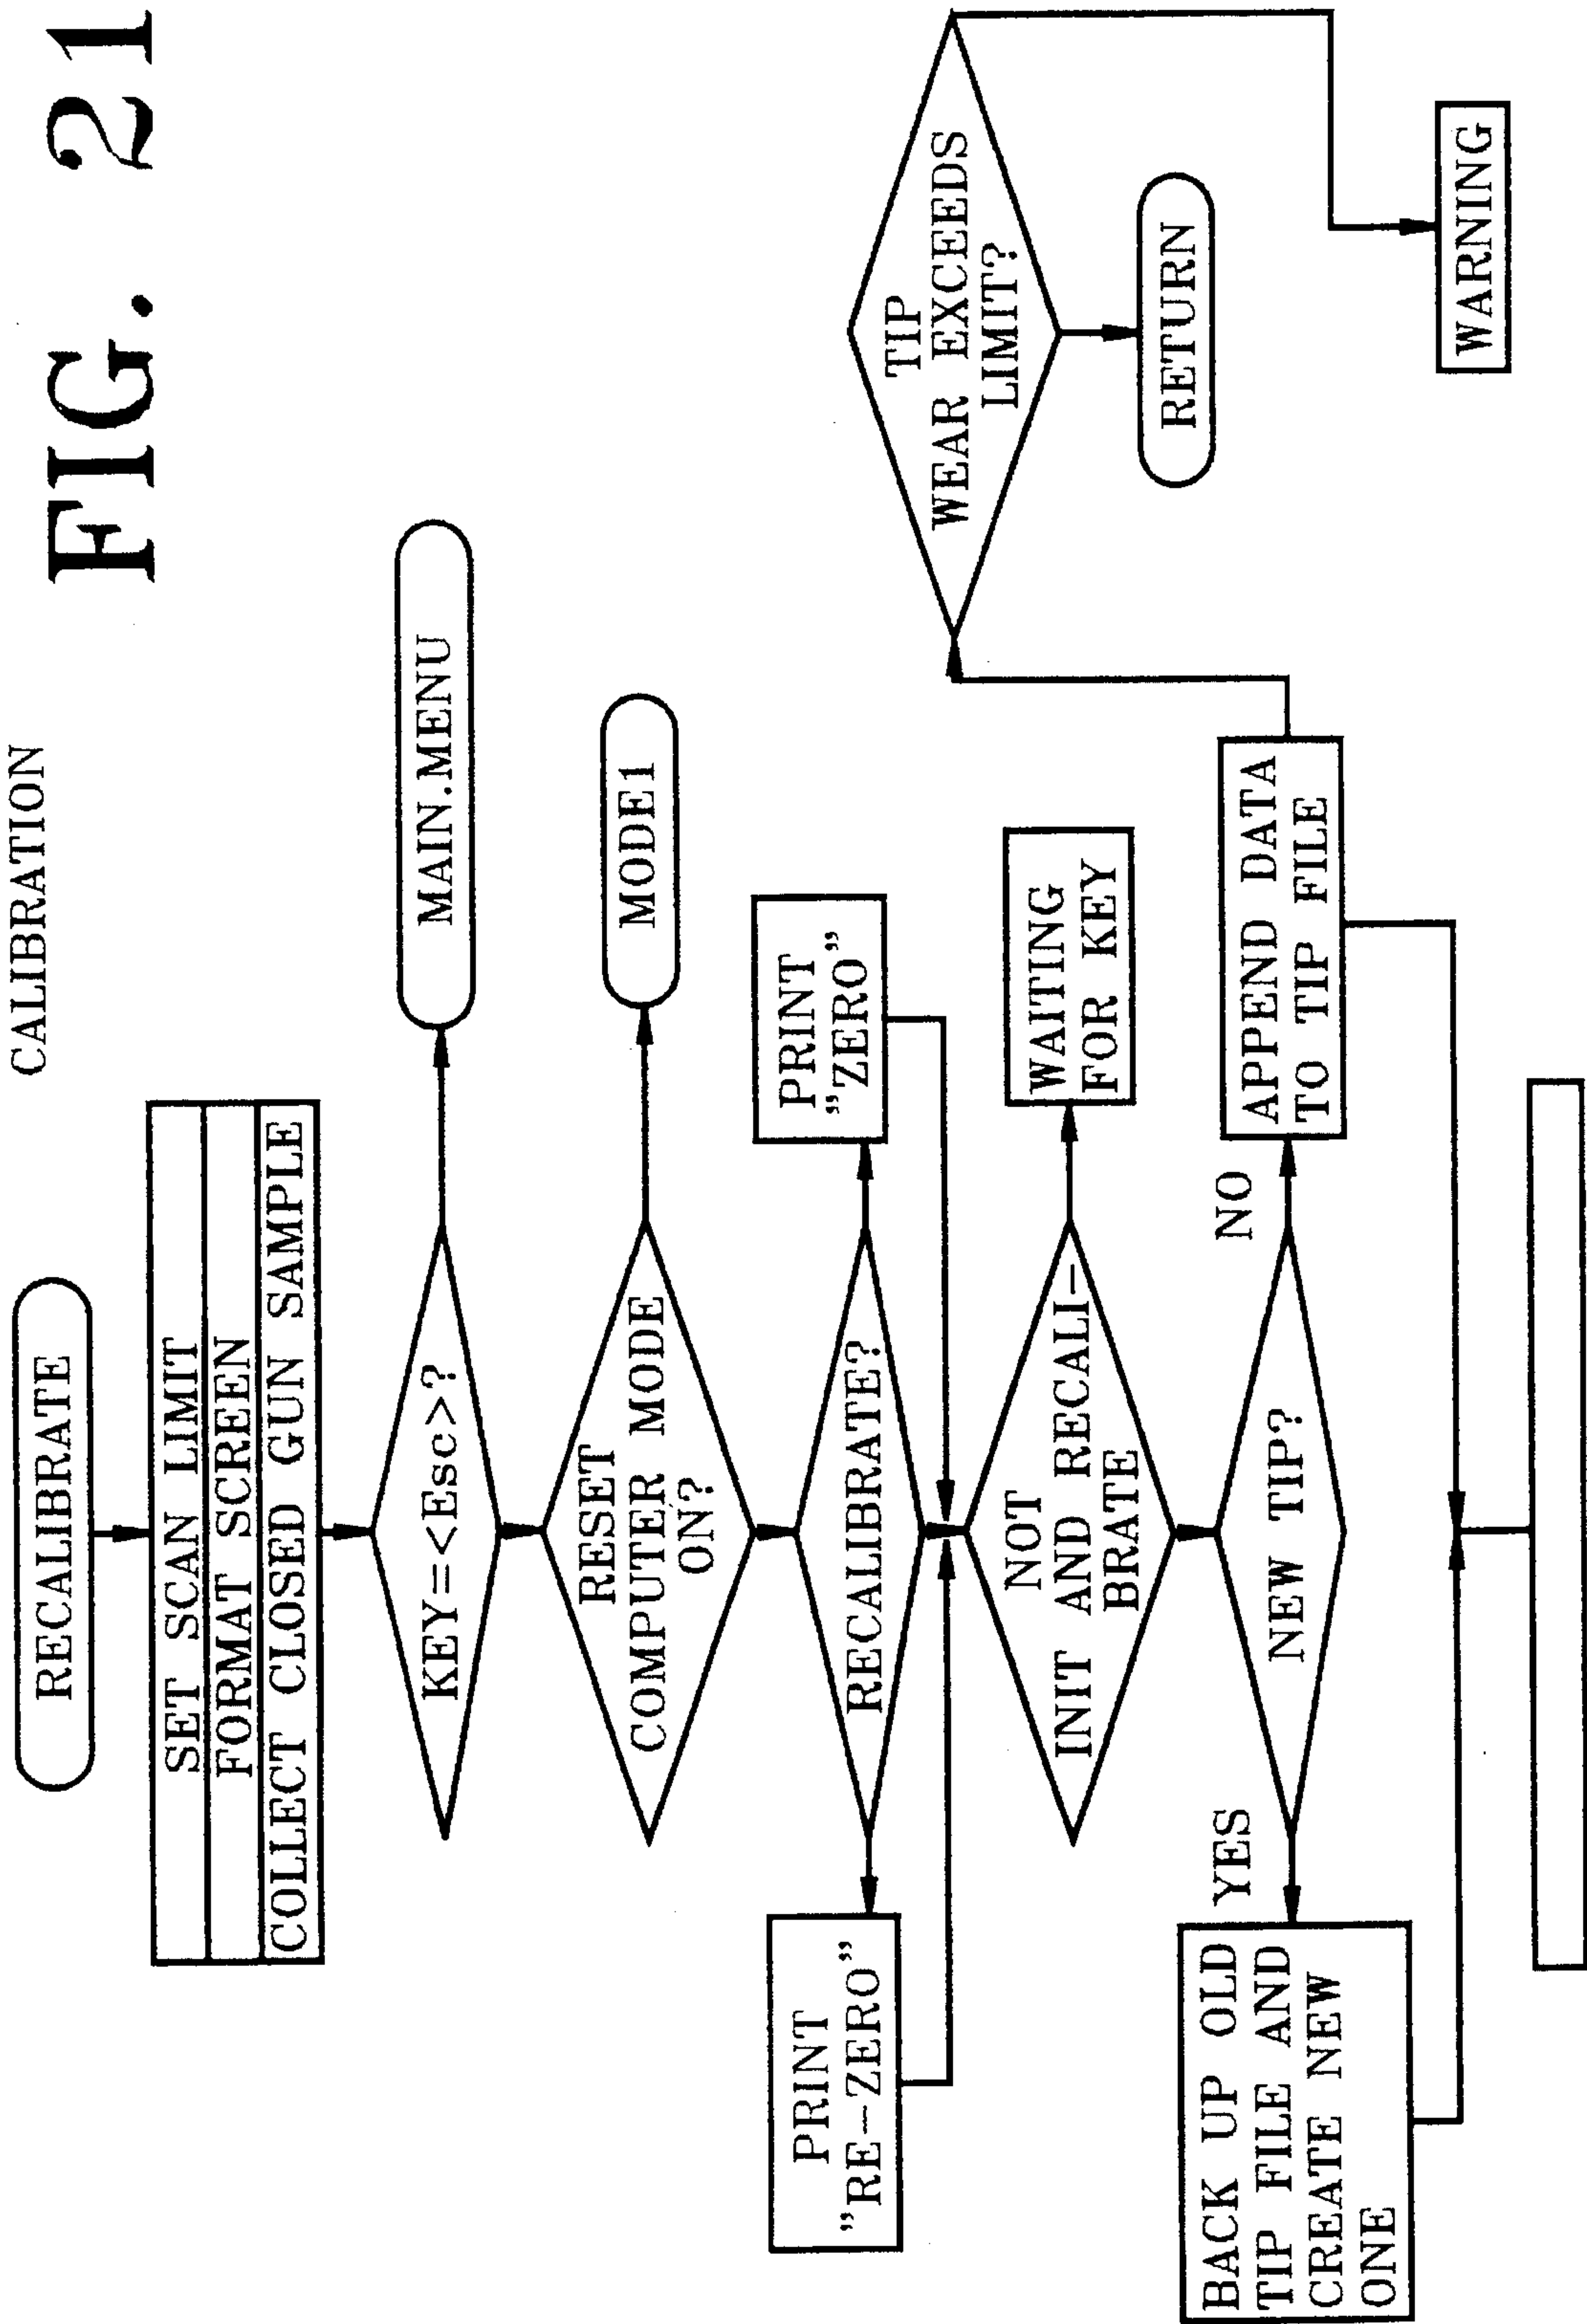 FIG. 21
CALIBRATION
RECALIBRATE
SET SCAN LIMIT
FORMAT SCREEN
COLLECT CLOSED GUN SAMPLE
KEY=<Esc>?
MAIN.MENU
RESET
COMPUTER MODE
ON?
MODE1
RECALIBRATE?
PRINT
"RE-ZERO"
PRINT
"ZERO"
NOT
INIT AND RECALI-
BRATE
WAITING
FOR KEY
NEW TIP?
YES
NO
BACK UP OLD
TIP FILE AND
CREATE NEW
ONE
APPEND DATA
TO TIP FILE
TIP
WEAR EXCEEDS
LIMIT?
RETURN
WARNING